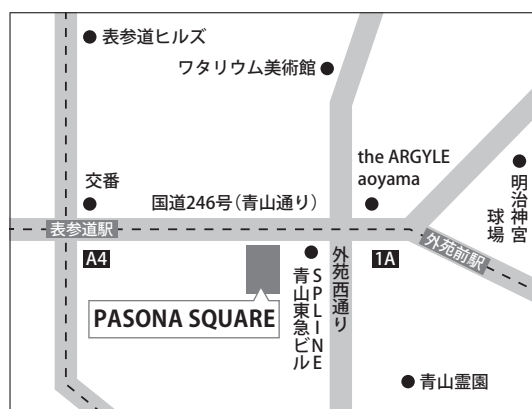 表参道ヒルズ
ワタリウム美術館
the ARGYLE
aoyama
交番
国道246号（青山通り）
明治神宮
球場
表参道駅
外苑前駅
A4
1A
外苑西通り
SPLINE
青山東急ビル
PASONA SQUARE
青山霊園